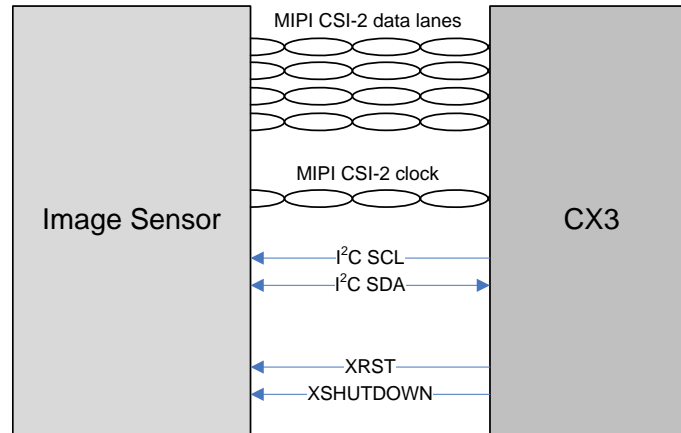 MIPI CSI-2 data lanes
MIPI CSI-2 clock
Image Sensor
CX3
I²C SCL
I²C SDA
XRST
XSHUTDOWN